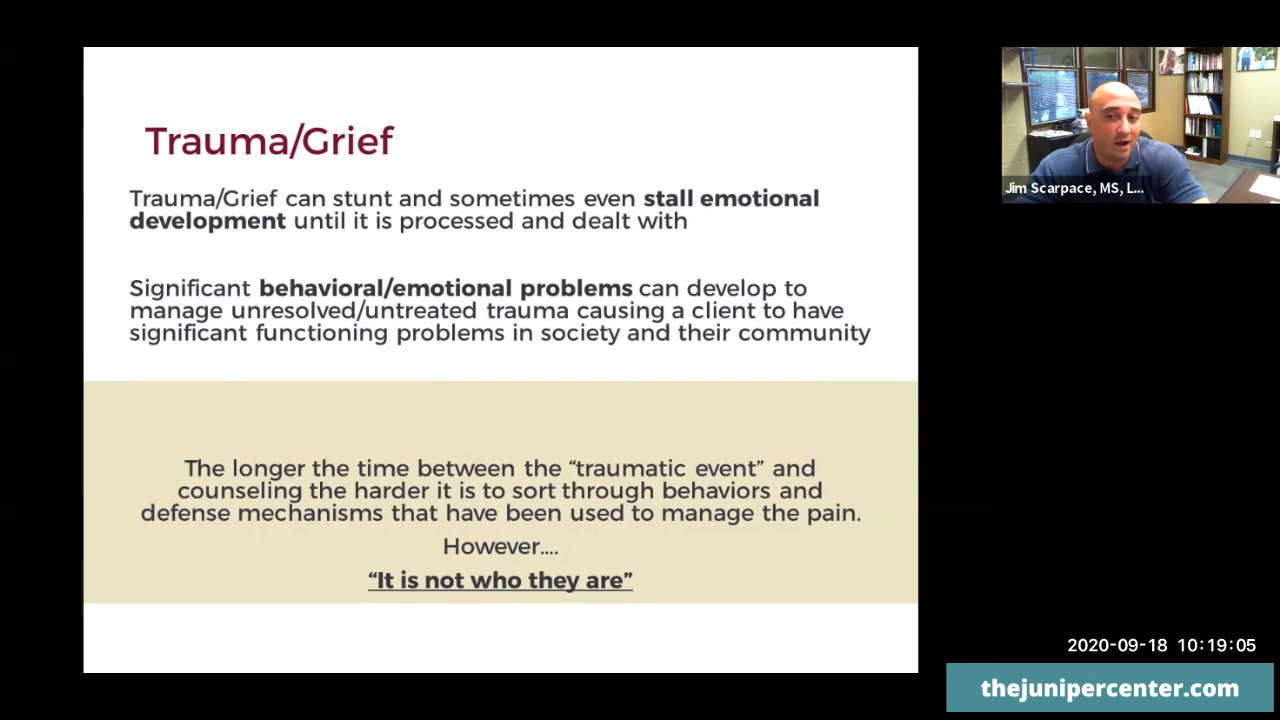 Trauma/Grief
Trauma/Grief can stunt and sometimes even stall emotional
development until it is processed and dealt with
Significant behavioral/emotional problems can develop to
manage unresolved/untreated trauma causing a client to have
significant functioning problems in society and their community
The longer the time between the “traumatic event” and
counseling the harder it is to sort through behaviors and
defense mechanisms that have been used to manage the pain.
However....
“It is not who they are”
Jim Scarpace, MS, L...
2020-09-18 10:19:05
thejunipercenter.com